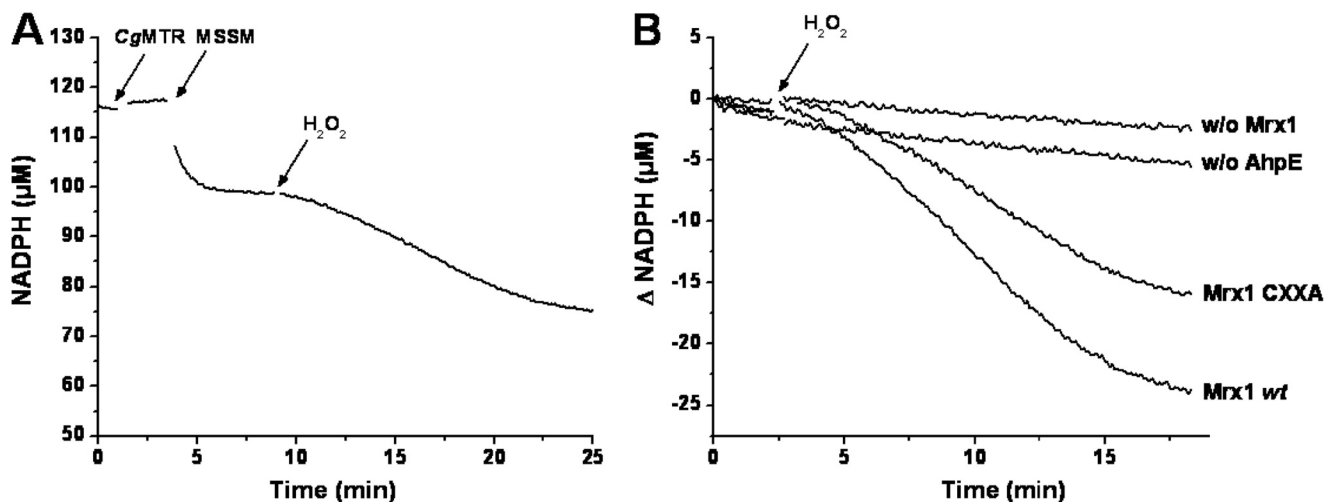 A
CgMTR MSSM
H₂O₂
NADPH (µM)
130
120
110
100
90
80
70
60
50
0 5 10 15 20 25
Time (min)
B
H₂O₂
Δ NADPH (µM)
5
0
-5
-10
-15
-20
-25
w/o Mrx1
w/o AhpE
Mrx1 CXXA
Mrx1 wt
0 5 10 15
Time (min)